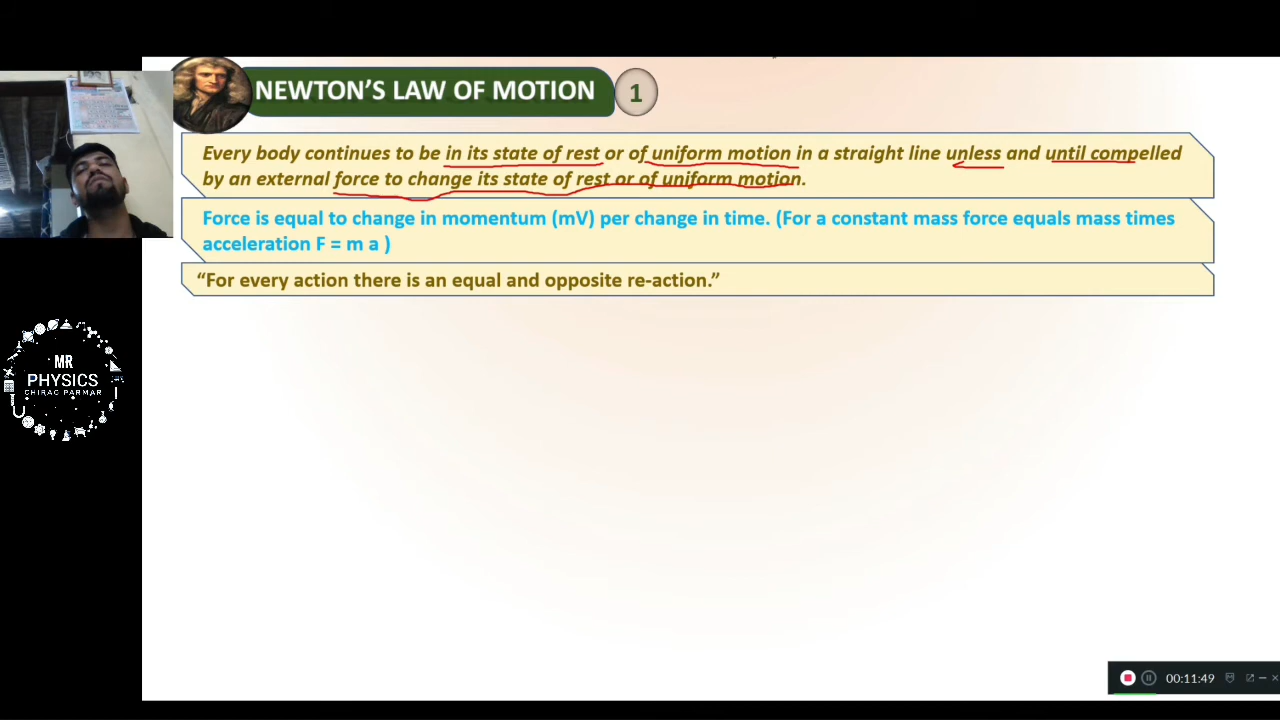 NEWTON'S LAW OF MOTION
1
Every body continues to be in its state of rest or of uniform motion in a straight line unless and until compelled
by an external force to change its state of rest or of uniform motion.
Force is equal to change in momentum (mV) per change in time. (For a constant mass force equals mass times
acceleration F = m a )
“For every action there is an equal and opposite re-action.”
MR
PHYSICS
CHIRAG PARMAR
00:11:49